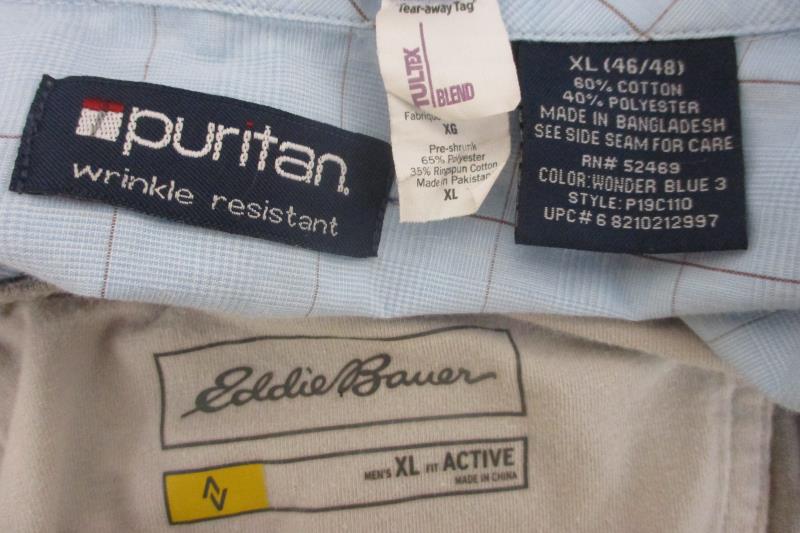 puritan
wrinkle resistant
Tear-away Tag
TULTEX
BLEND
XG
Pre-shrunk
65% Polyester
35% Ringspun Cotton
Made in Pakistan
XL
XL (46/48)
60% COTTON
40% POLYESTER
MADE IN BANGLADESH
SEE SIDE SEAM FOR CARE
RN# 52469
COLOR:WONDER BLUE 3
STYLE: P19C110
UPC# 6 8210212997
Eddie Bauer
MEN'S XL FIT ACTIVE
MADE IN CHINA